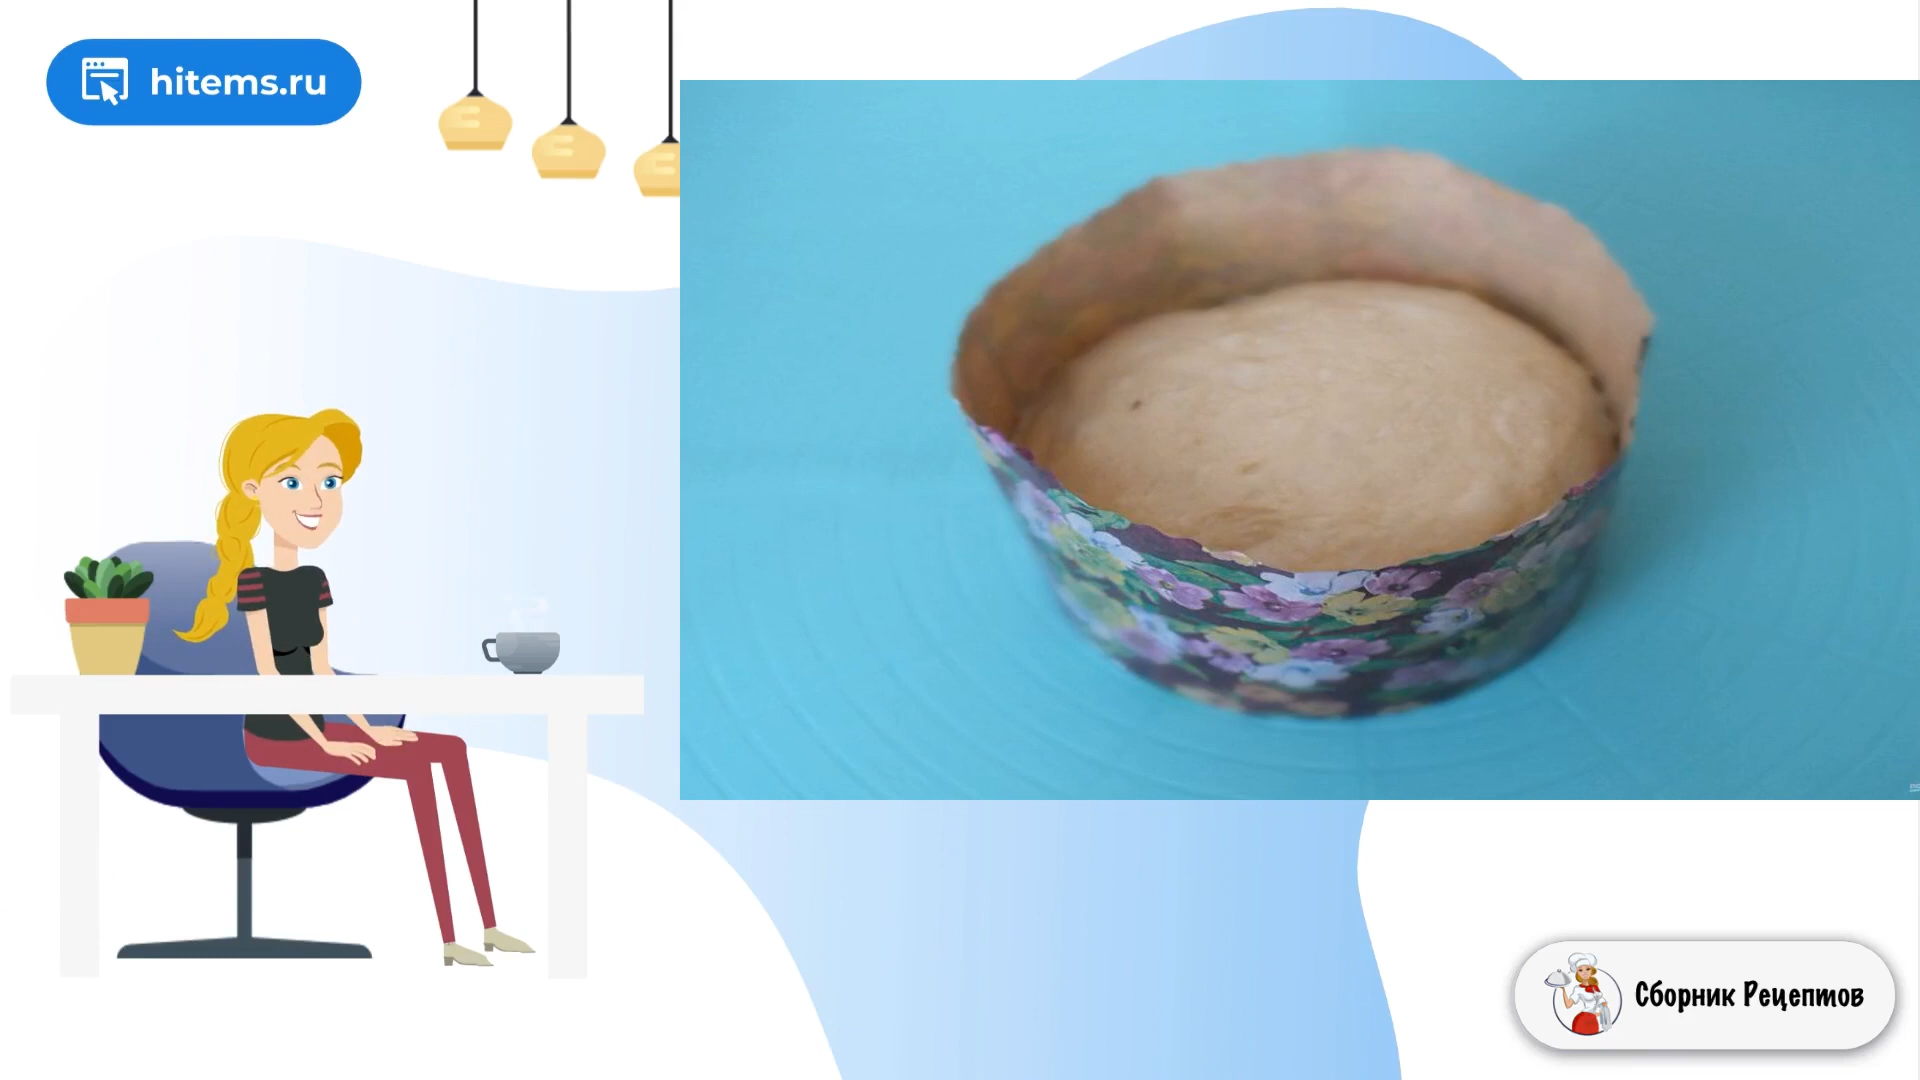 hitems.ru
Сборник Рецептов